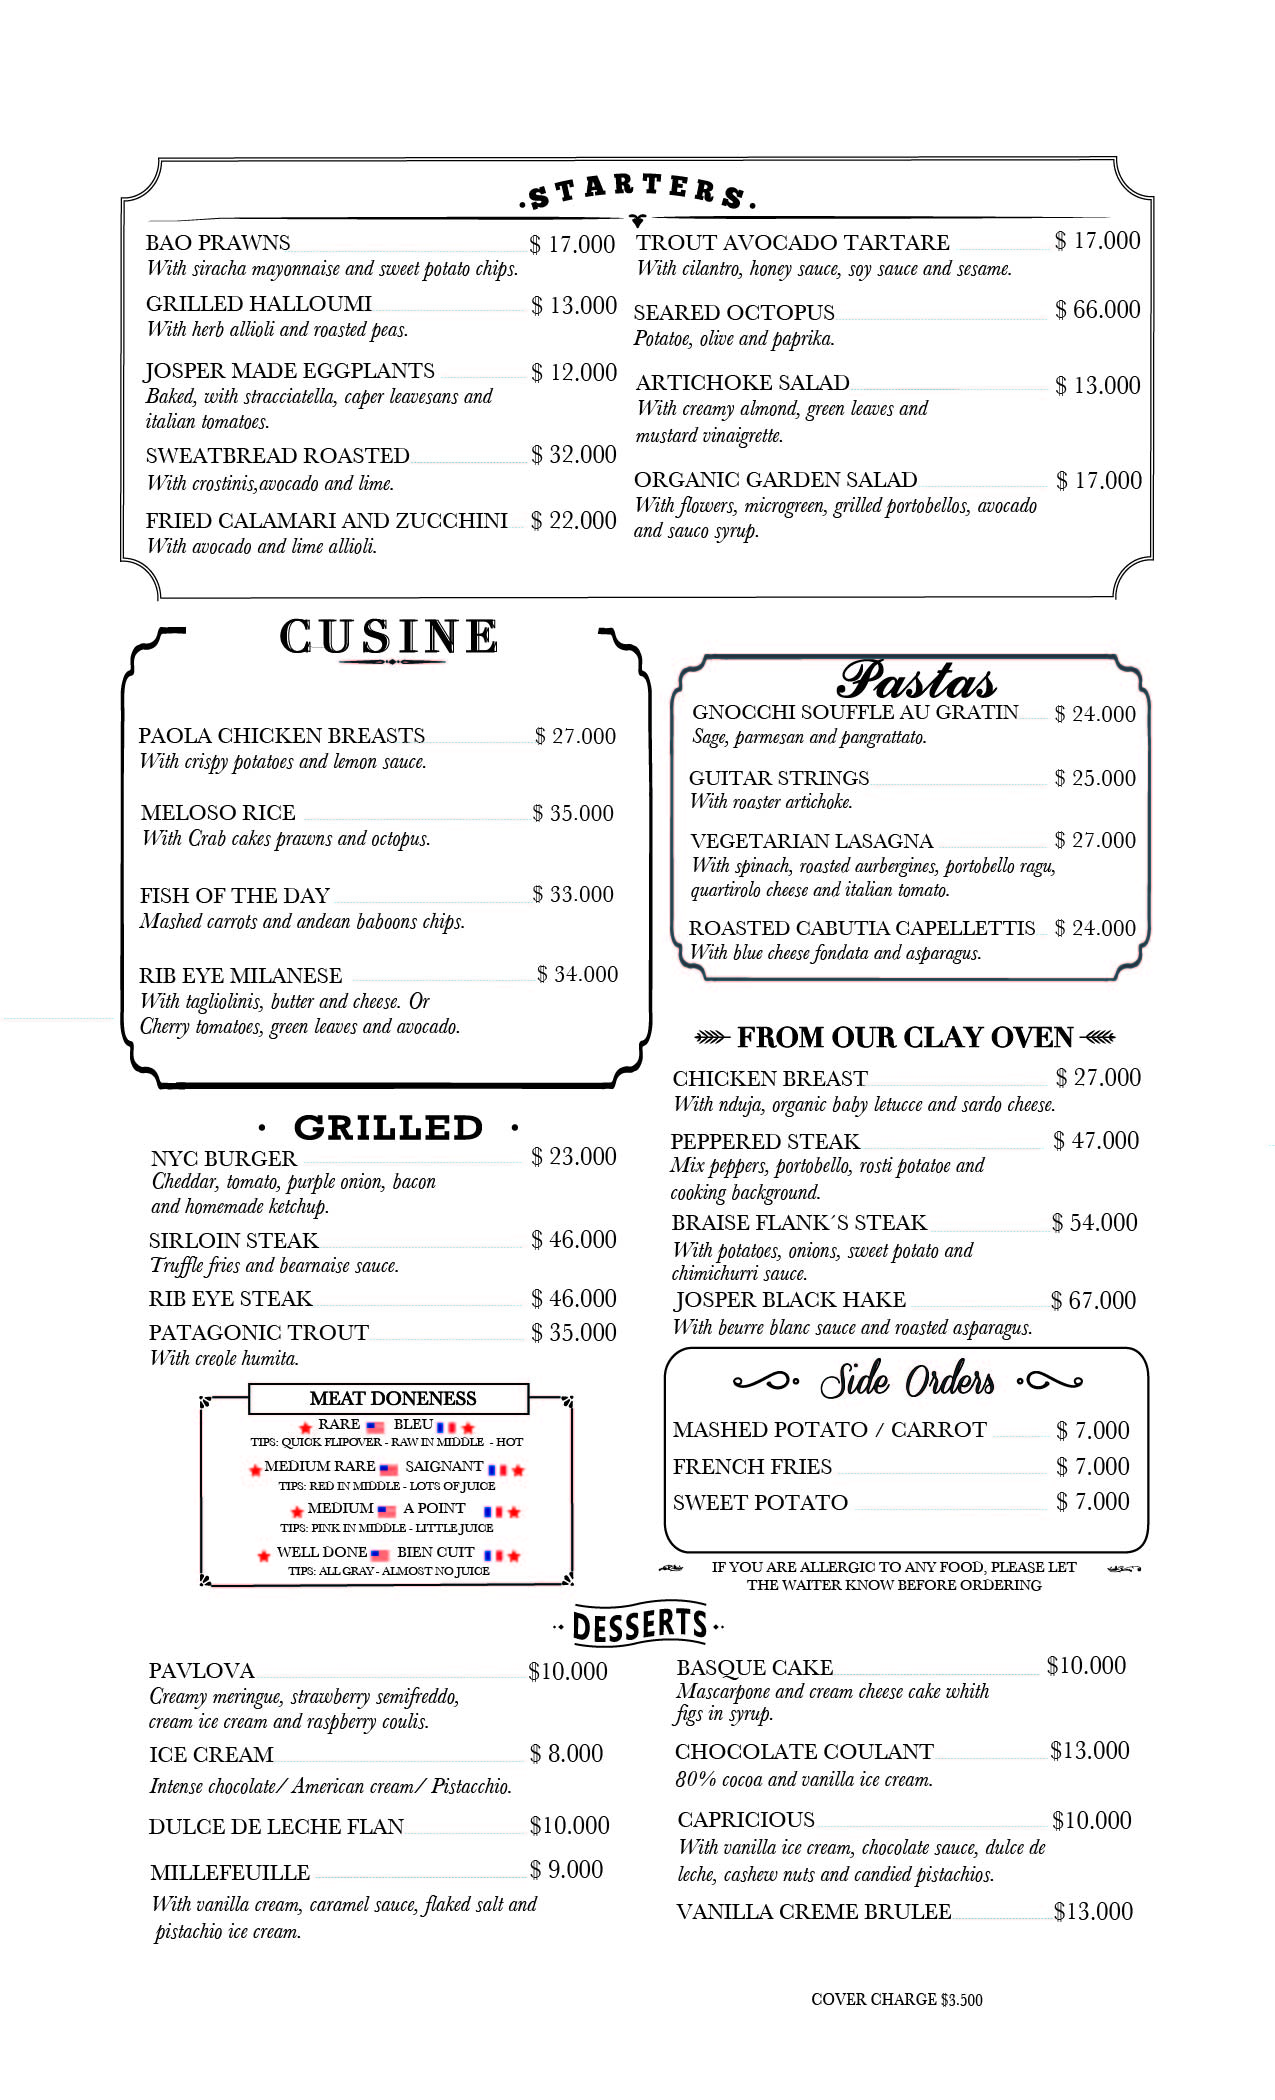 .STARTERS.
BAO PRAWNS $ 17.000
With siracha mayonnaise and sweet potato chips.
GRILLED HALLOUMI $ 13.000
With herb allioli and roasted peas.
JOSPER MADE EGGPLANTS $ 12.000
Baked, with stracciatella, caper leavesans and
italian tomatoes.
SWEATBREAD ROASTED $ 32.000
With crostinis,avocado and lime.
FRIED CALAMARI AND ZUCCHINI $ 22.000
With avocado and lime allioli.
TROUT AVOCADO TARTARE $ 17.000
With cilantro, honey sauce, soy sauce and sesame.
SEARED OCTOPUS $ 66.000
Potatoe, olive and paprika.
ARTICHOKE SALAD $ 13.000
With creamy almond, green leaves and
mustard vinaigrette.
ORGANIC GARDEN SALAD $ 17.000
With flowers, microgreen, grilled portobellos, avocado
and sauco syrup.
CUSINE
PAOLA CHICKEN BREASTS $ 27.000
With crispy potatoes and lemon sauce.
MELOSO RICE $ 35.000
With Crab cakes prawns and octopus.
FISH OF THE DAY $ 33.000
Mashed carrots and andean baboons chips.
RIB EYE MILANESE $ 34.000
With tagliolinis, butter and cheese. Or
Cherry tomatoes, green leaves and avocado.
Pastas
GNOCCHI SOUFFLE AU GRATIN $ 24.000
Sage, parmesan and pangrattato.
GUITAR STRINGS $ 25.000
With roaster artichoke.
VEGETARIAN LASAGNA $ 27.000
With spinach, roasted aurbergines, portobello ragu,
quartirolo cheese and italian tomato.
ROASTED CABUTIA CAPELLETTIS $ 24.000
With blue cheese fondata and asparagus.
· GRILLED ·
NYC BURGER $ 23.000
Cheddar, tomato, purple onion, bacon
and homemade ketchup.
SIRLOIN STEAK $ 46.000
Truffle fries and bearnaise sauce.
RIB EYE STEAK $ 46.000
PATAGONIC TROUT $ 35.000
With creole humita.
FROM OUR CLAY OVEN
CHICKEN BREAST $ 27.000
With nduja, organic baby letucce and sardo cheese.
PEPPERED STEAK $ 47.000
Mix peppers, portobello, rosti potatoe and
cooking background.
BRAISE FLANK´S STEAK $ 54.000
With potatoes, onions, sweet potato and
chimichurri sauce.
JOSPER BLACK HAKE $ 67.000
With beurre blanc sauce and roasted asparagus.
MEAT DONENESS
RARE BLEU
TIPS: QUICK FLIPOVER - RAW IN MIDDLE - HOT
MEDIUM RARE SAIGNANT
TIPS: RED IN MIDDLE - LOTS OF JUICE
MEDIUM A POINT
TIPS: PINK IN MIDDLE - LITTLE JUICE
WELL DONE BIEN CUIT
TIPS: ALL GRAY - ALMOST NO JUICE
Side Orders
MASHED POTATO / CARROT $ 7.000
FRENCH FRIES $ 7.000
SWEET POTATO $ 7.000
IF YOU ARE ALLERGIC TO ANY FOOD, PLEASE LET
THE WAITER KNOW BEFORE ORDERING
DESSERTS
PAVLOVA $10.000
Creamy meringue, strawberry semifreddo,
cream ice cream and raspberry coulis.
ICE CREAM $ 8.000
Intense chocolate/ American cream/ Pistacchio.
DULCE DE LECHE FLAN $10.000
MILLEFEUILLE $ 9.000
With vanilla cream, caramel sauce, flaked salt and
pistachio ice cream.
BASQUE CAKE $10.000
Mascarpone and cream cheese cake whith
figs in syrup.
CHOCOLATE COULANT $13.000
80% cocoa and vanilla ice cream.
CAPRICIOUS $10.000
With vanilla ice cream, chocolate sauce, dulce de
leche, cashew nuts and candied pistachios.
VANILLA CREME BRULEE $13.000
COVER CHARGE $3.500